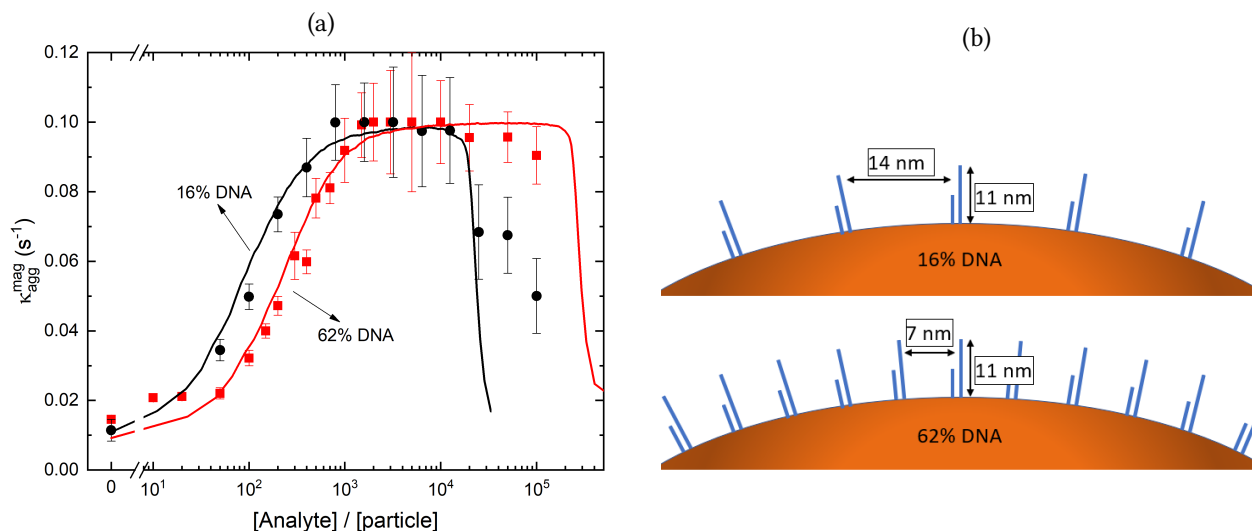 (a)
0.12
0.10
0.08
0.06
0.04
0.02
0.00
κ_agg^mag (s⁻¹)
16% DNA
62% DNA
0 10¹ 10² 10³ 10⁴ 10⁵
[Analyte] / [particle]
(b)
14 nm
11 nm
16% DNA
7 nm
11 nm
62% DNA